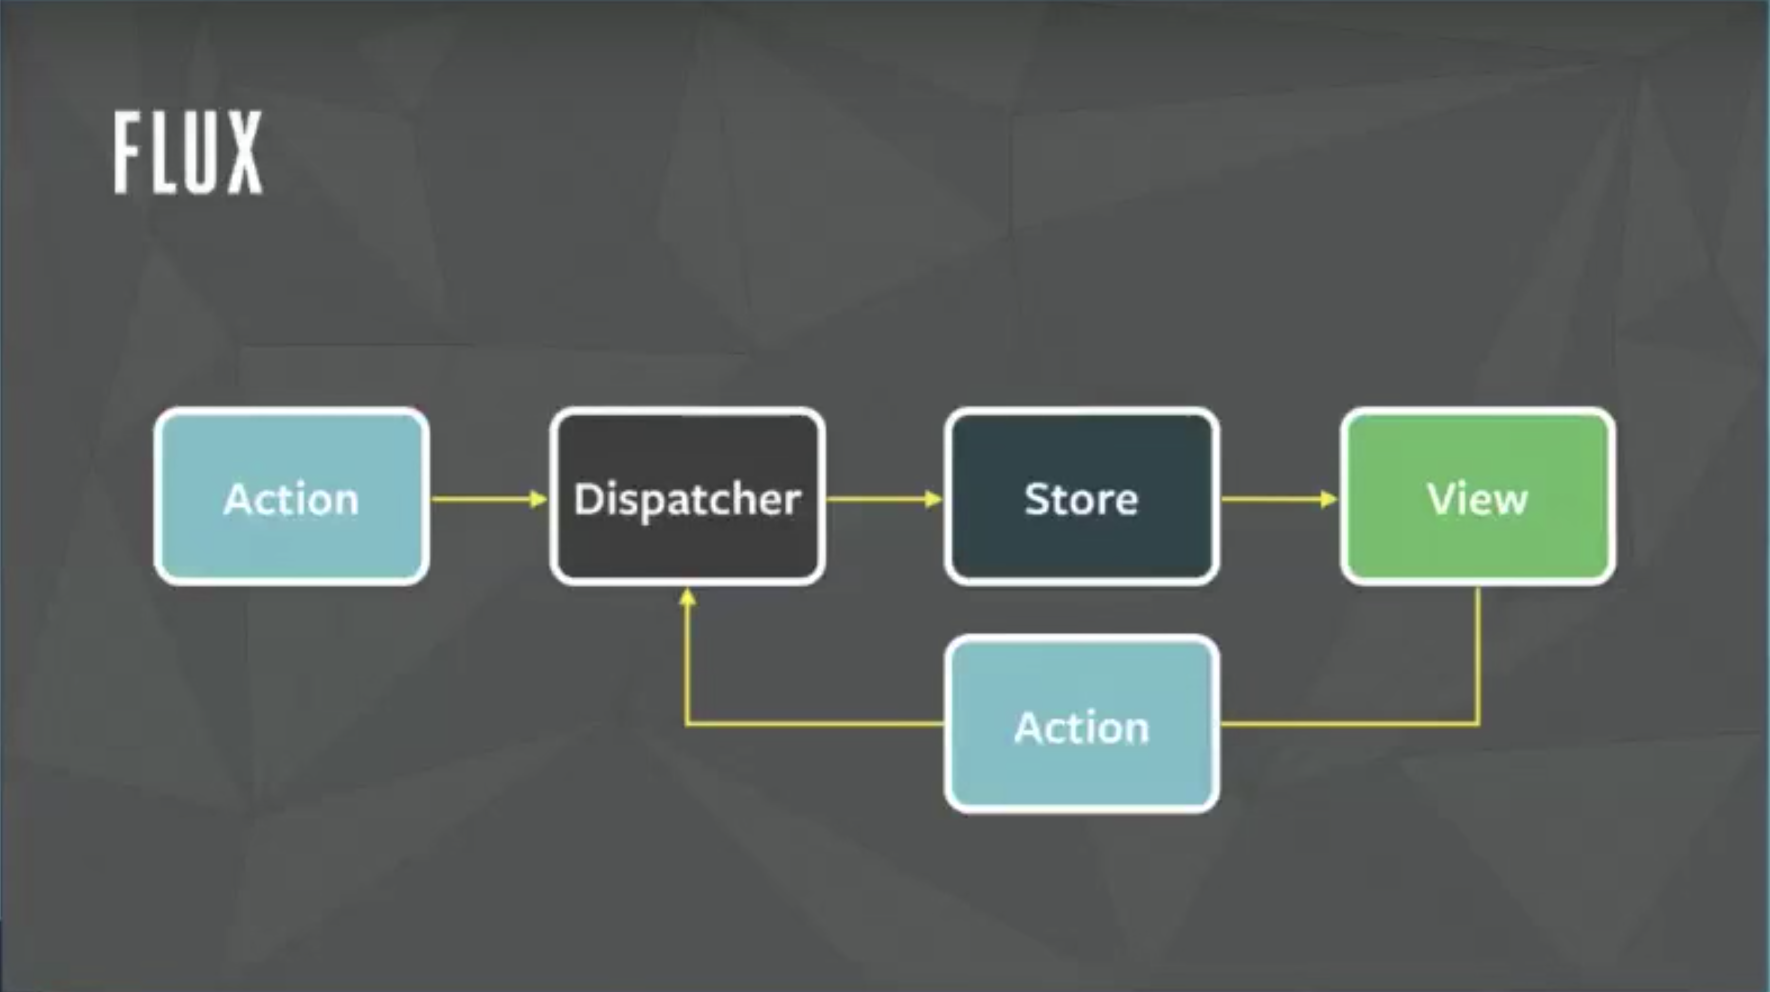 FLUX
Action
Dispatcher
Store
View
Action